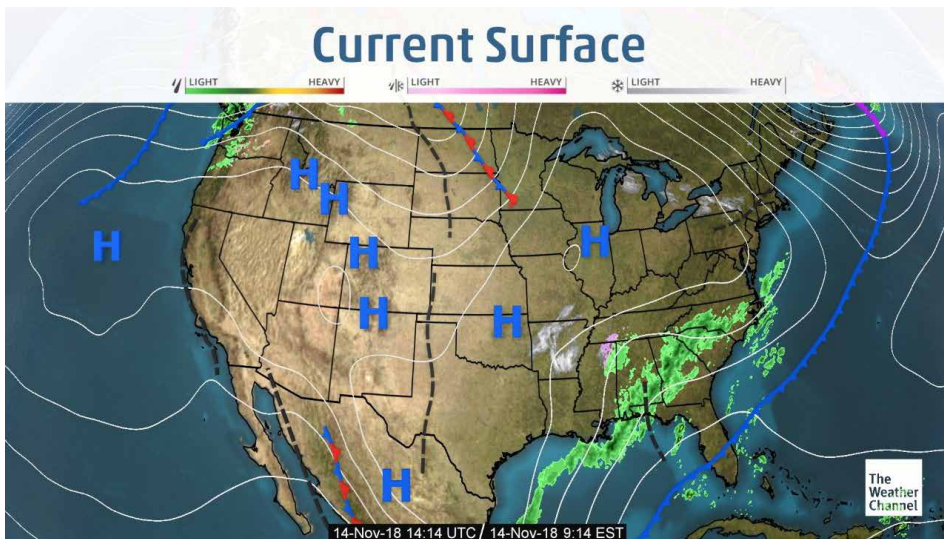 Current Surface
LIGHT HEAVY
LIGHT HEAVY
LIGHT HEAVY
H
H
H
H
H
H
H
H
The
Weather
Channel
14-Nov-18 14:14 UTC / 14-Nov-18 9:14 EST